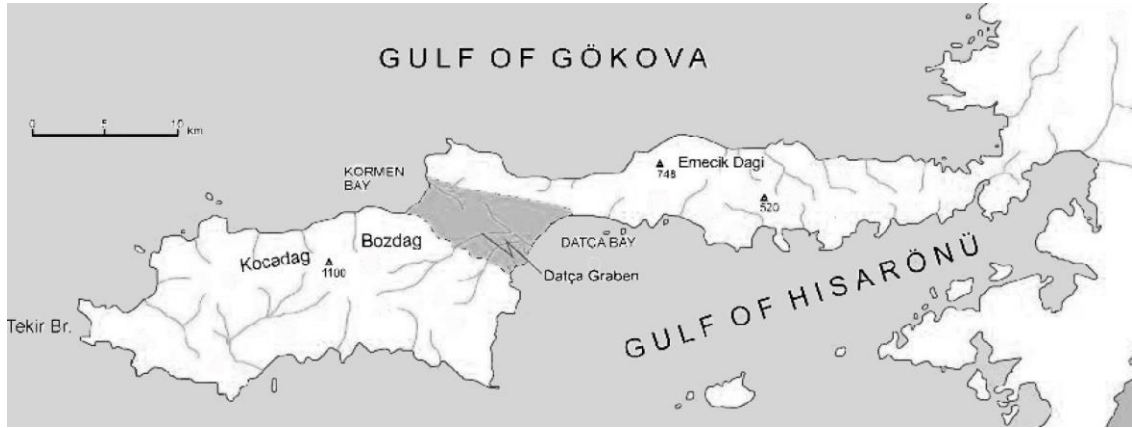 GULF OF GÖKOVA
0 5 10 km
KORMEN
BAY
748
Emecik Dagi
520
Bozdag
DATÇA BAY
Kocadag
1100
Datça Graben
GULF OF HISARÖNÜ
Tekir Br.